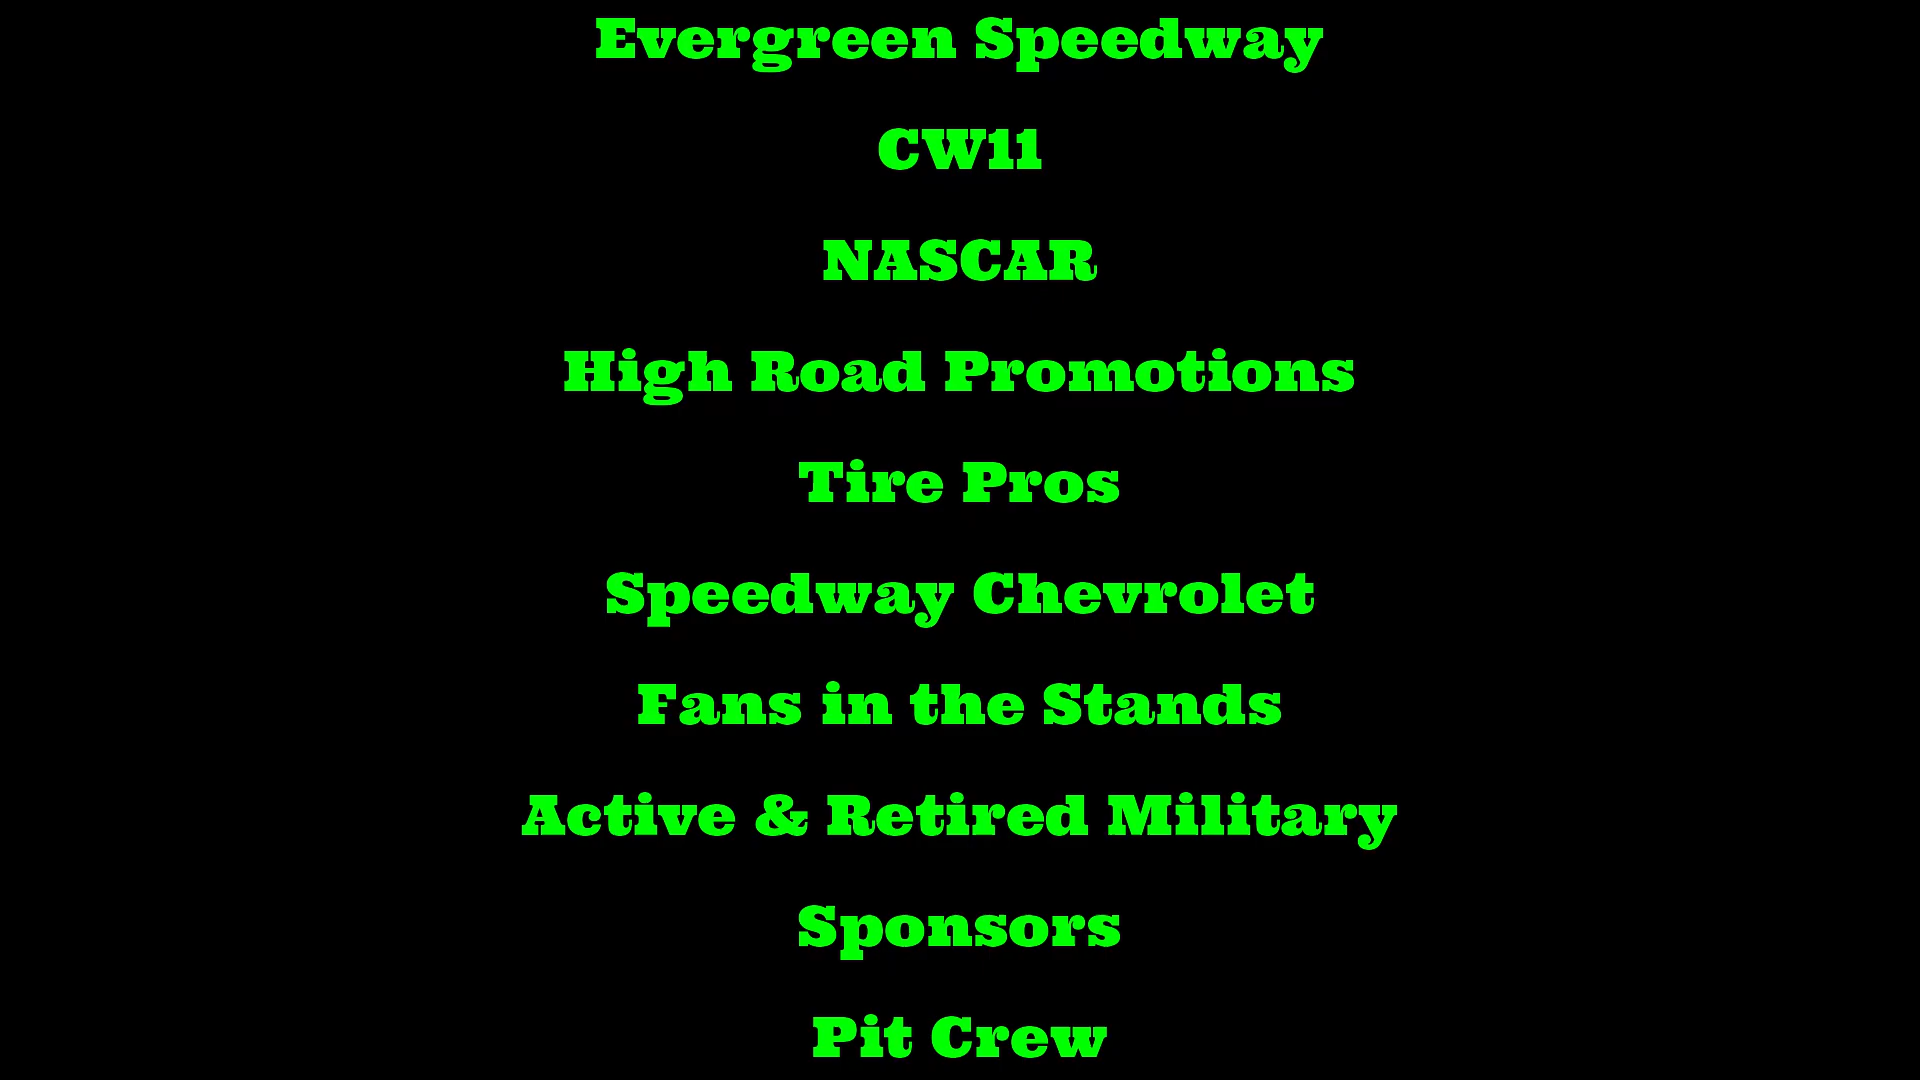 Evergreen Speedway
CW11
NASCAR
High Road Promotions
Tire Pros
Speedway Chevrolet
Fans in the Stands
Active & Retired Military
Sponsors
Pit Crew